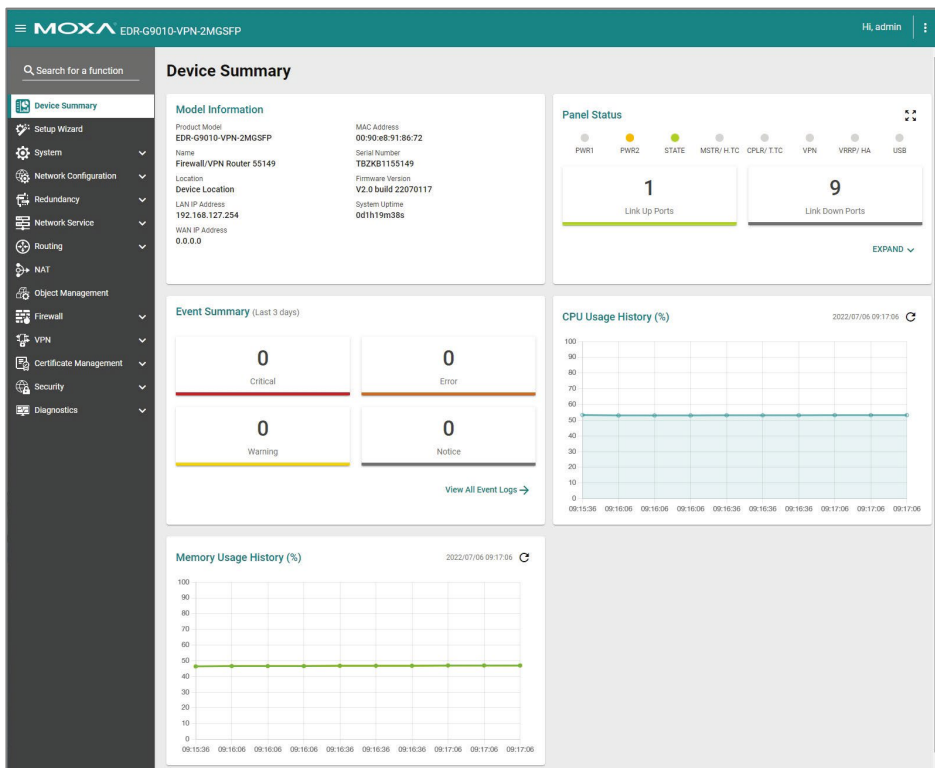 MOXA EDR-G9010-VPN-2MGSFP
Hi, admin
Search for a function
Device Summary
Setup Wizard
System
Network Configuration
Redundancy
Network Service
Routing
NAT
Object Management
Firewall
VPN
Certificate Management
Security
Diagnostics
Device Summary
Model Information
Product Model
EDR-G9010-VPN-2MGSFP
Name
Firewall/VPN Router 55149
Location
Device Location
LAN IP Address
192.168.127.254
WAN IP Address
0.0.0.0
MAC Address
00:90:e8:91:86:72
Serial Number
TBZKB1155149
Firmware Version
V2.0 build 22070117
System Uptime
0d1h19m38s
Panel Status
PWR1 PWR2 STATE MSTR/ H.TC CPLR/ T.TC VPN VRRP/ HA USB
1
Link Up Ports
9
Link Down Ports
EXPAND
Event Summary (Last 3 days)
0
Critical
0
Error
0
Warning
0
Notice
View All Event Logs
CPU Usage History (%) 2022/07/06 09:17:06
100
90
80
70
60
50
40
30
20
10
0
09:15:36 09:16:06 09:16:06 09:16:06 09:16:36 09:16:36 09:16:36 09:17:06 09:17:06 09:17:06
Memory Usage History (%) 2022/07/06 09:17:06
100
90
80
70
60
50
40
30
20
10
0
09:15:36 09:16:06 09:16:06 09:16:06 09:16:36 09:16:36 09:16:36 09:17:06 09:17:06 09:17:06